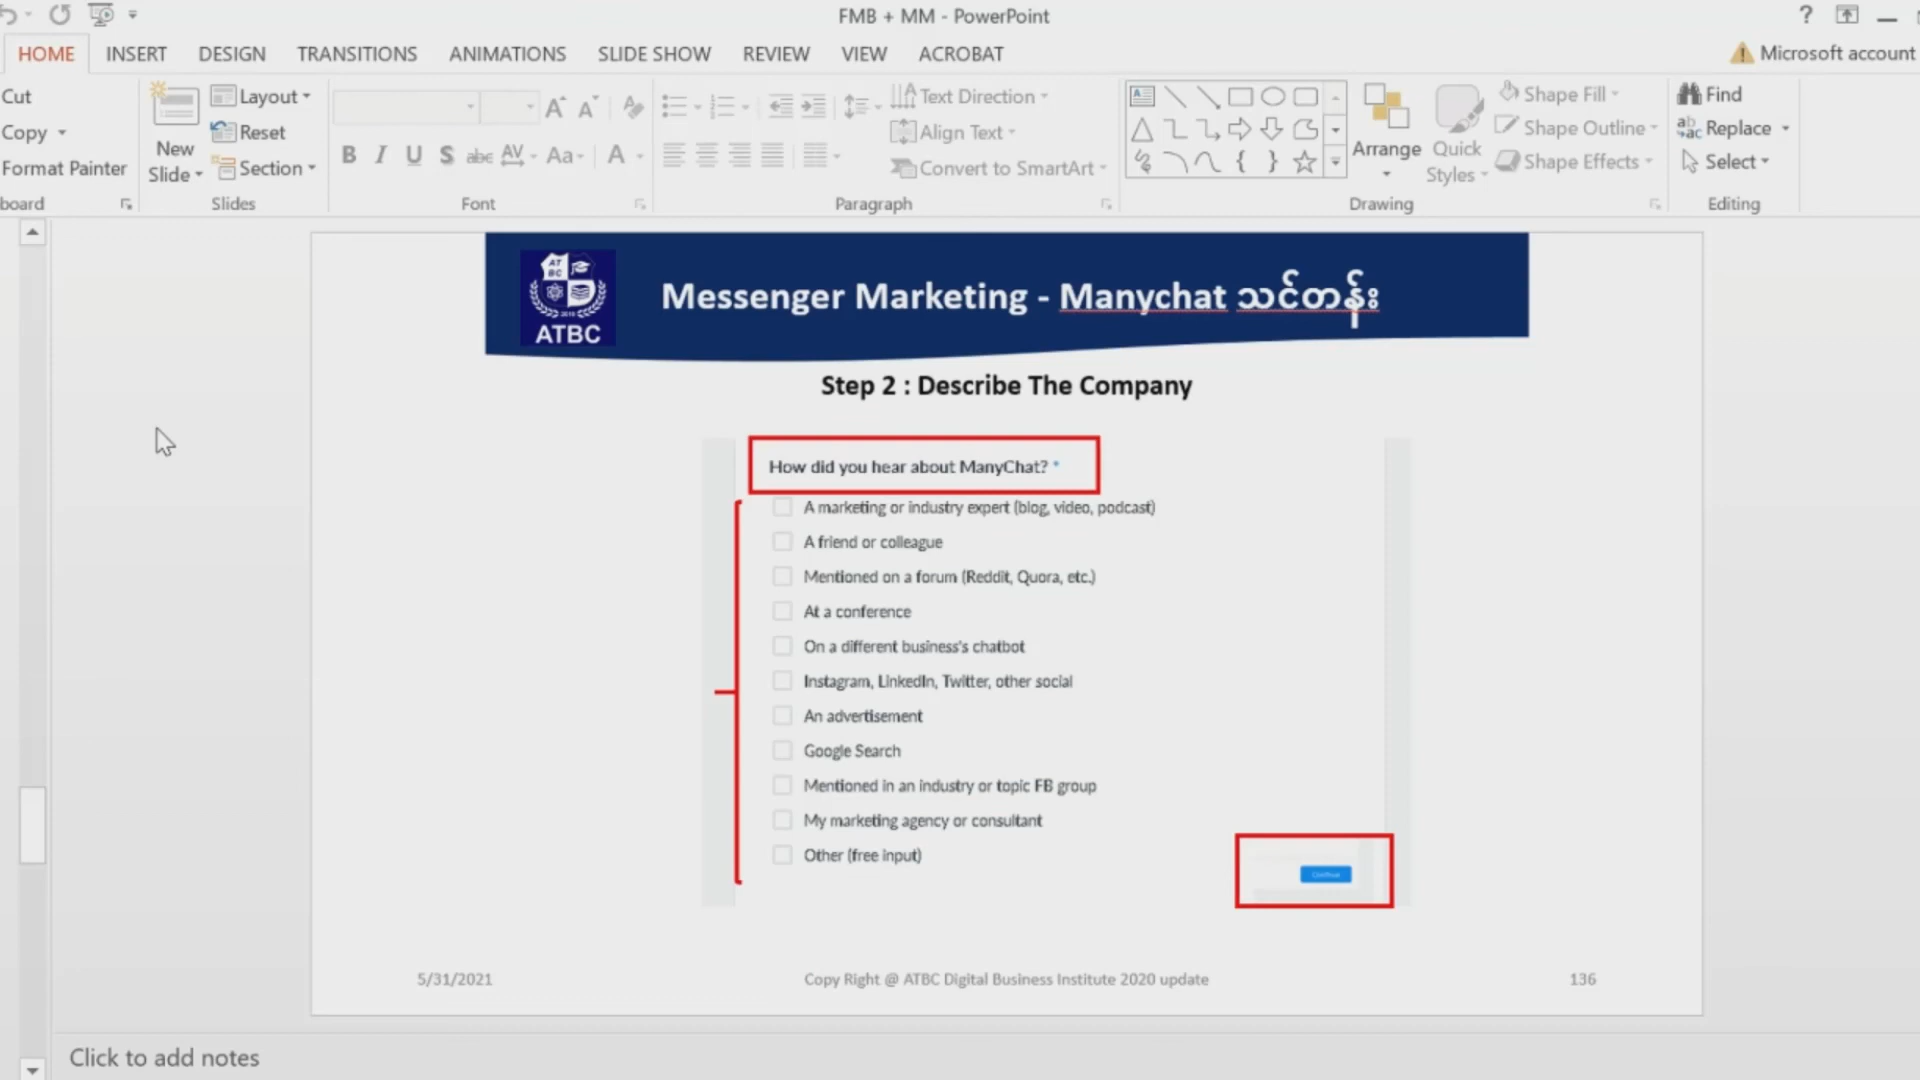 FMB + MM - PowerPoint
?
HOME INSERT DESIGN TRANSITIONS ANIMATIONS SLIDE SHOW REVIEW VIEW ACROBAT Microsoft account
Cut
Copy
Format Painter
board
New
Slide
Layout
Reset
Section
Slides
B I U S abc AV Aa A
Font
Text Direction
Align Text
Convert to SmartArt
Paragraph
Arrange
Quick
Styles
Shape Fill
Shape Outline
Shape Effects
Drawing
Find
Replace
Select
Editing
AT
BC
ATBC
Messenger Marketing - Manychat သင်တန်း
Step 2 : Describe The Company
How did you hear about ManyChat? *
A marketing or industry expert (blog, video, podcast)
A friend or colleague
Mentioned on a forum (Reddit, Quora, etc.)
At a conference
On a different business's chatbot
Instagram, LinkedIn, Twitter, other social
An advertisement
Google Search
Mentioned in an industry or topic FB group
My marketing agency or consultant
Other (free input)
Continue
5/31/2021 Copy Right @ ATBC Digital Business Institute 2020 update 136
Click to add notes